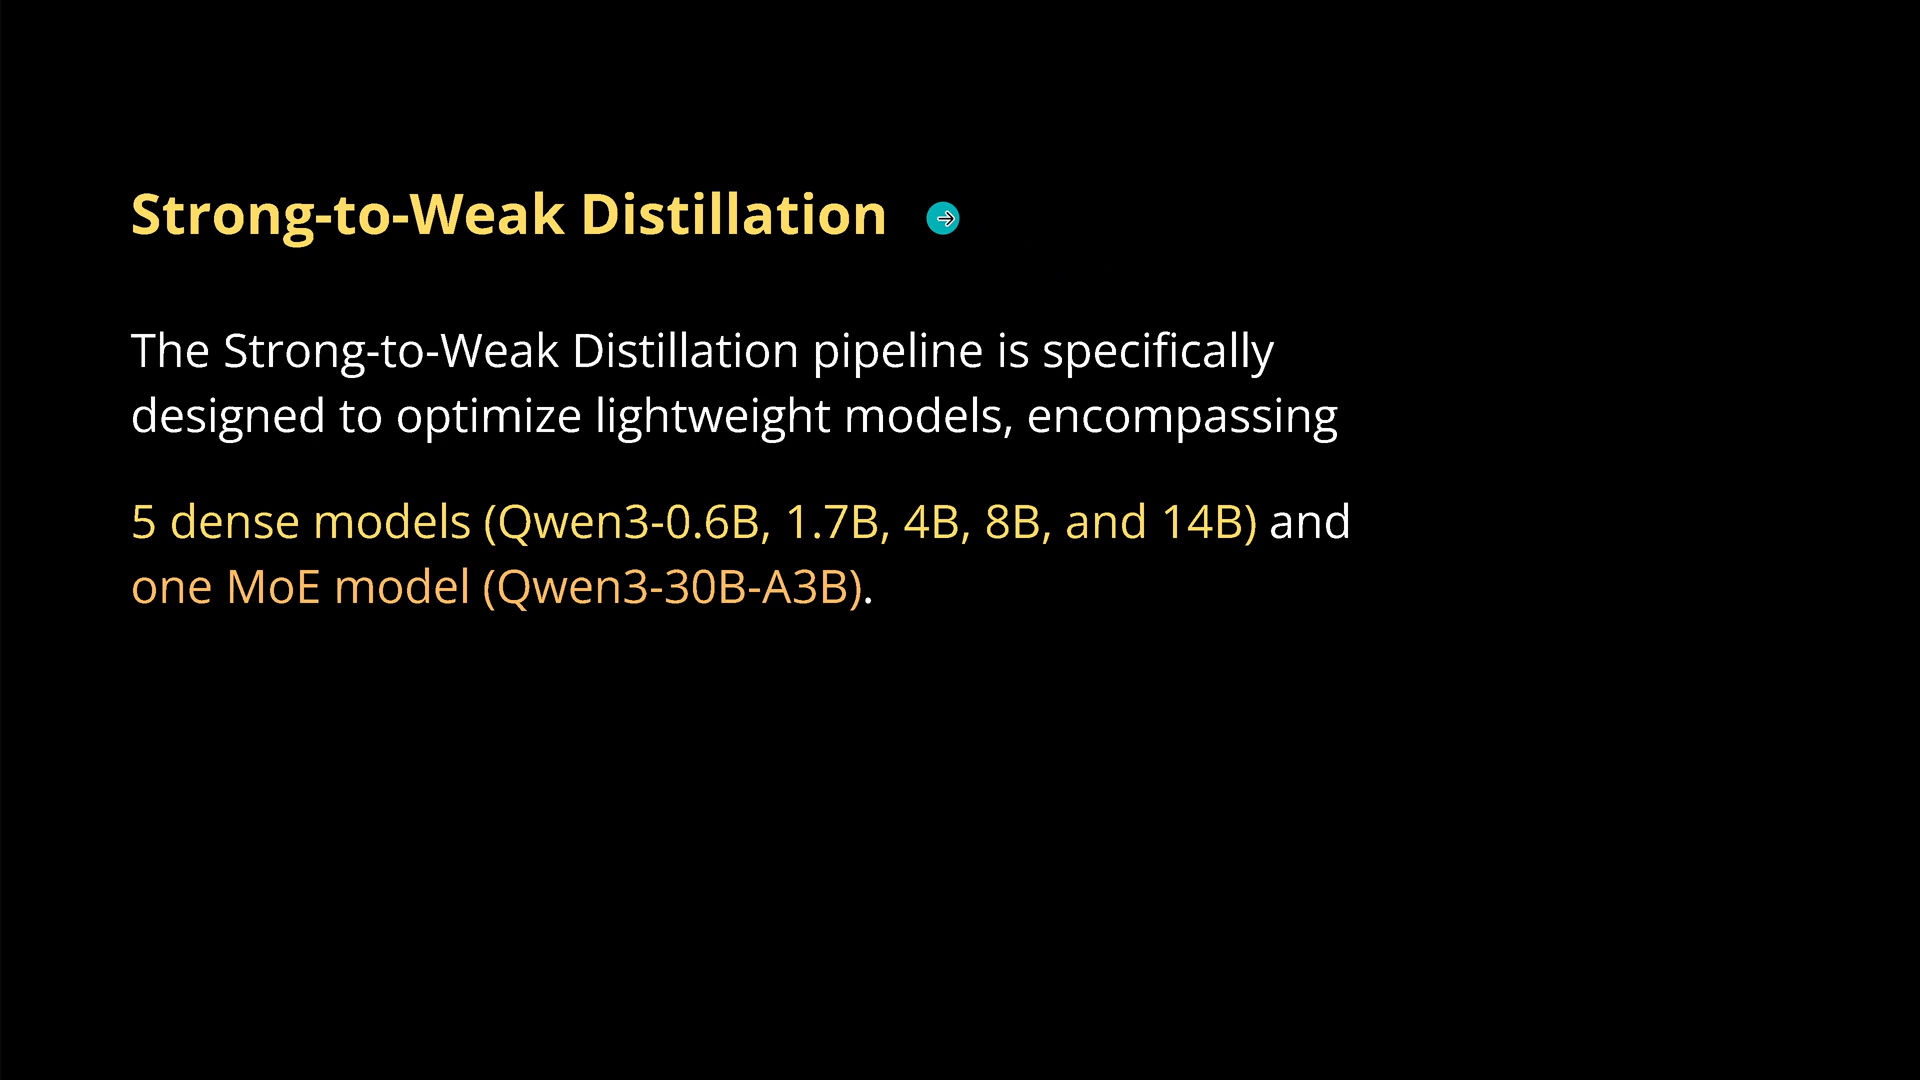 Strong-to-Weak Distillation
The Strong-to-Weak Distillation pipeline is specifically
designed to optimize lightweight models, encompassing
5 dense models (Qwen3-0.6B, 1.7B, 4B, 8B, and 14B) and
one MoE model (Qwen3-30B-A3B).